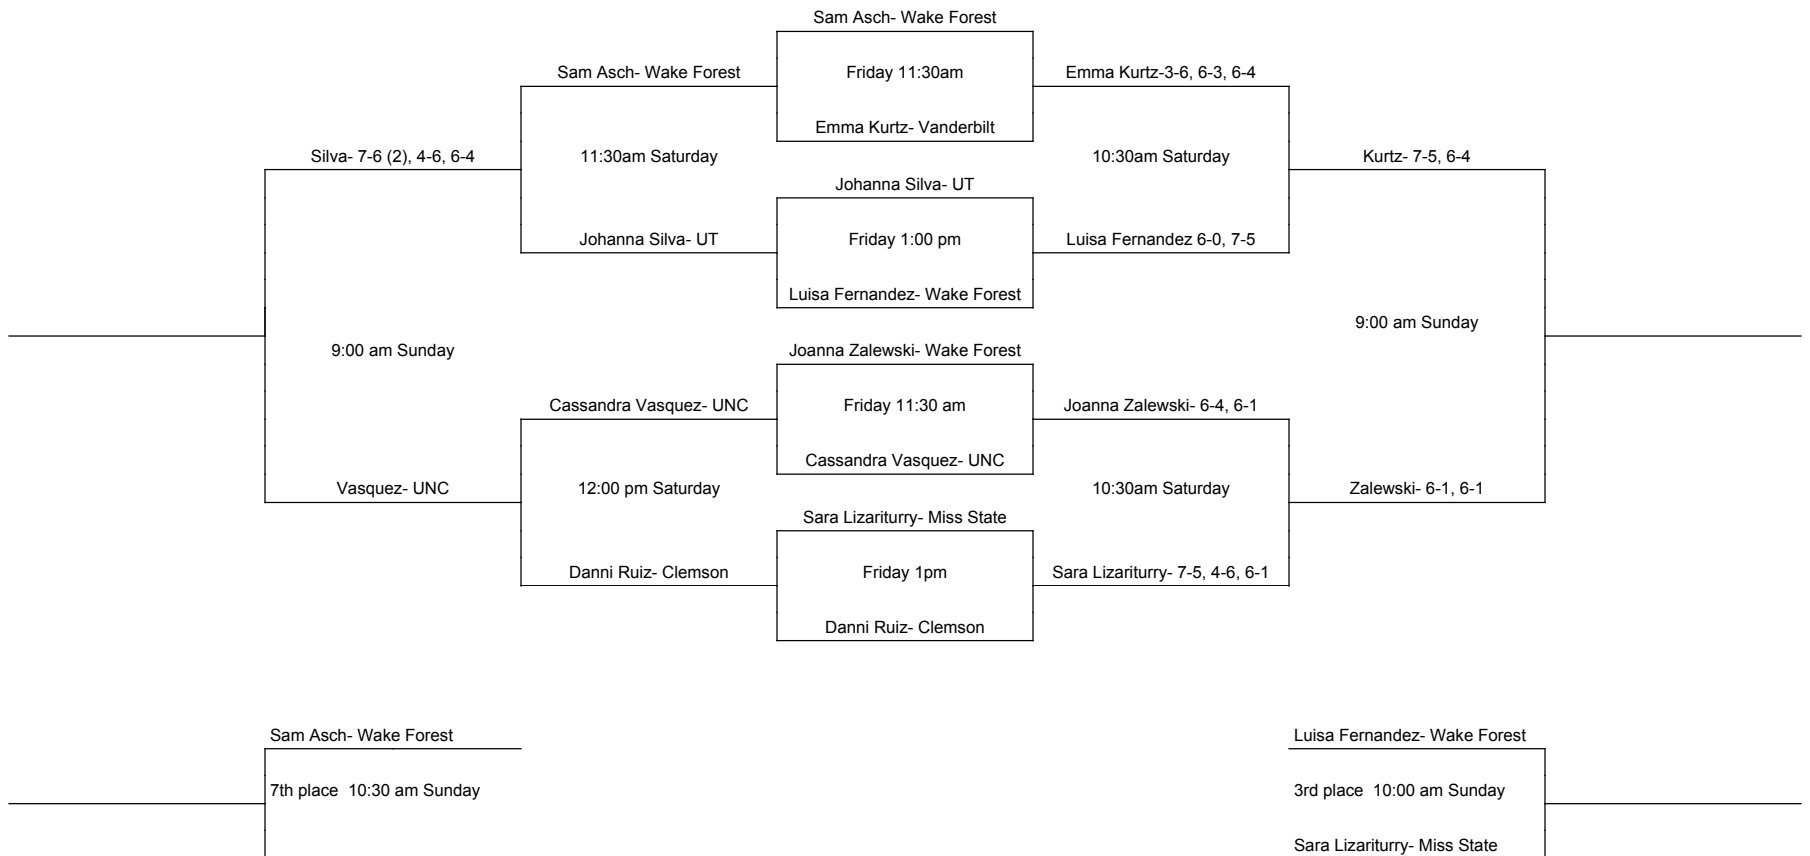 Sam Asch- Wake Forest
Sam Asch- Wake Forest
Friday 11:30am
Emma Kurtz-3-6, 6-3, 6-4
Emma Kurtz- Vanderbilt
Silva- 7-6 (2), 4-6, 6-4
11:30am Saturday
10:30am Saturday
Kurtz- 7-5, 6-4
Johanna Silva- UT
Johanna Silva- UT
Friday 1:00 pm
Luisa Fernandez 6-0, 7-5
Luisa Fernandez- Wake Forest
9:00 am Sunday
9:00 am Sunday
Joanna Zalewski- Wake Forest
Cassandra Vasquez- UNC
Friday 11:30 am
Joanna Zalewski- 6-4, 6-1
Cassandra Vasquez- UNC
Vasquez- UNC
12:00 pm Saturday
10:30am Saturday
Zalewski- 6-1, 6-1
Sara Lizariturry- Miss State
Danni Ruiz- Clemson
Friday 1pm
Sara Lizariturry- 7-5, 4-6, 6-1
Danni Ruiz- Clemson
Sam Asch- Wake Forest
Luisa Fernandez- Wake Forest
7th place 10:30 am Sunday
3rd place 10:00 am Sunday
Sara Lizariturry- Miss State